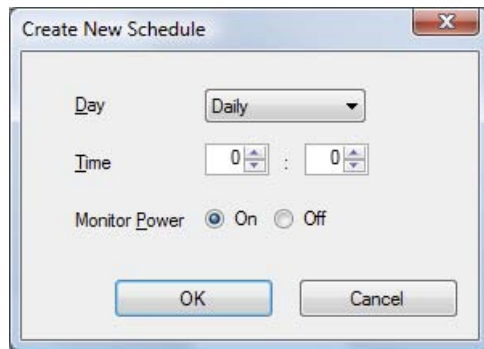 Create New Schedule
Day Daily
Time 0 : 0
Monitor Power On Off
OK Cancel